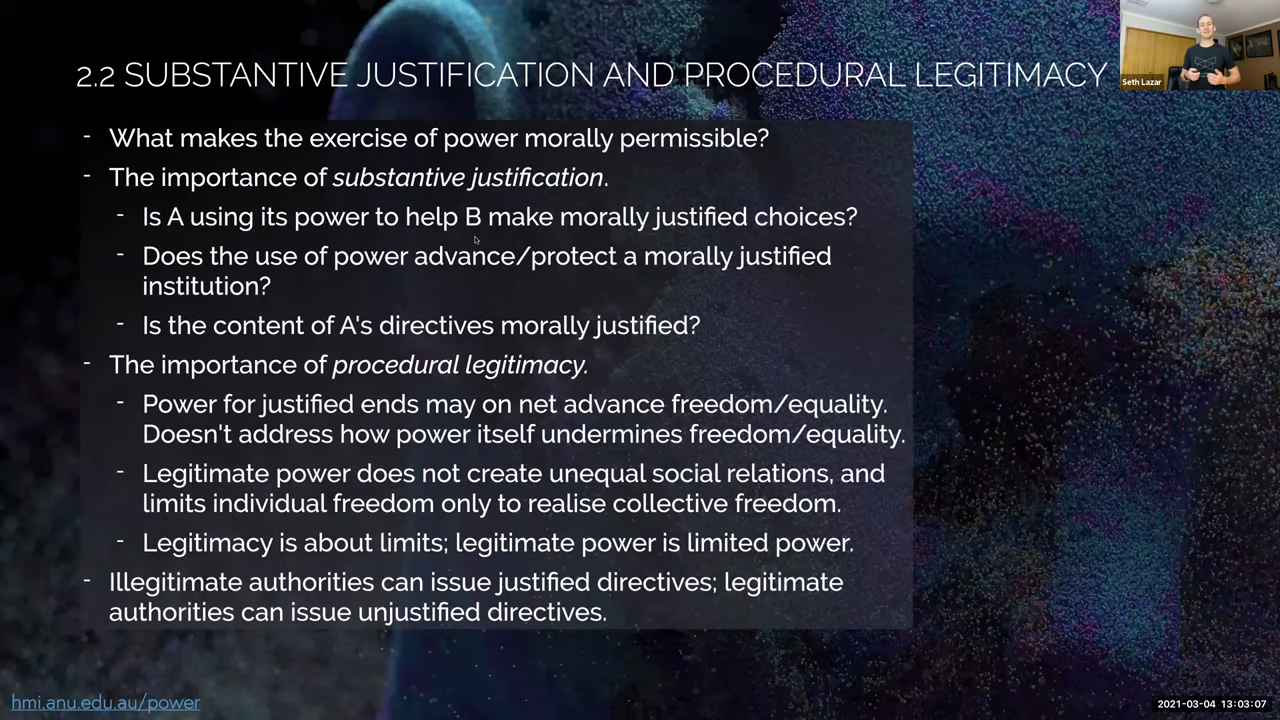 2.2 SUBSTANTIVE JUSTIFICATION AND PROCEDURAL LEGITIMACY
Seth Lazar
- What makes the exercise of power morally permissible?
- The importance of substantive justification.
- Is A using its power to help B make morally justified choices?
- Does the use of power advance/protect a morally justified
institution?
- Is the content of A's directives morally justified?
- The importance of procedural legitimacy.
- Power for justified ends may on net advance freedom/equality.
Doesn't address how power itself undermines freedom/equality.
- Legitimate power does not create unequal social relations, and
limits individual freedom only to realise collective freedom.
- Legitimacy is about limits; legitimate power is limited power.
- Illegitimate authorities can issue justified directives; legitimate
authorities can issue unjustified directives.
hmi.anu.edu.au/power
2021-03-04 13:03:07